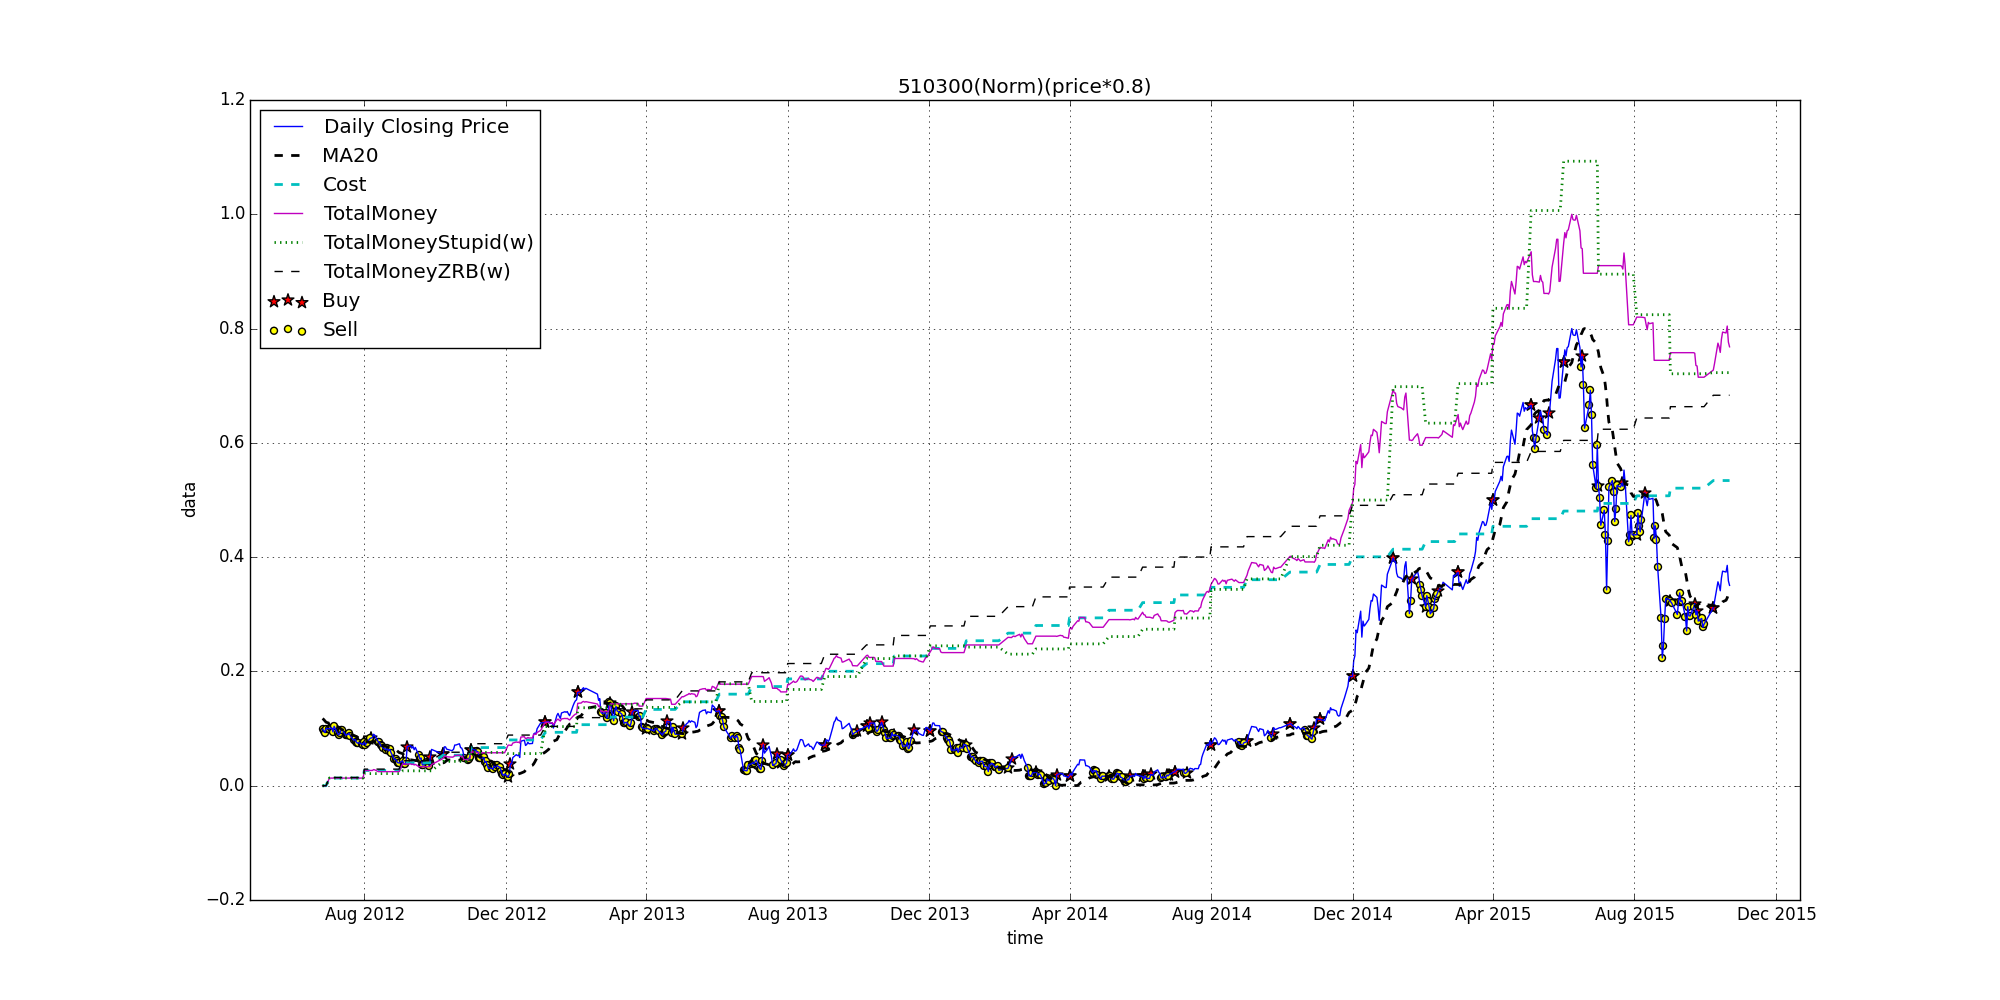 510300(Norm)(price*0.8)
1.2
1.0
0.8
0.6
0.4
0.2
0.0
−0.2
data
Daily Closing Price
MA20
Cost
TotalMoney
TotalMoneyStupid(w)
TotalMoneyZRB(w)
Buy
Sell
Aug 2012 Dec 2012 Apr 2013 Aug 2013 Dec 2013 Apr 2014 Aug 2014 Dec 2014 Apr 2015 Aug 2015 Dec 2015
time